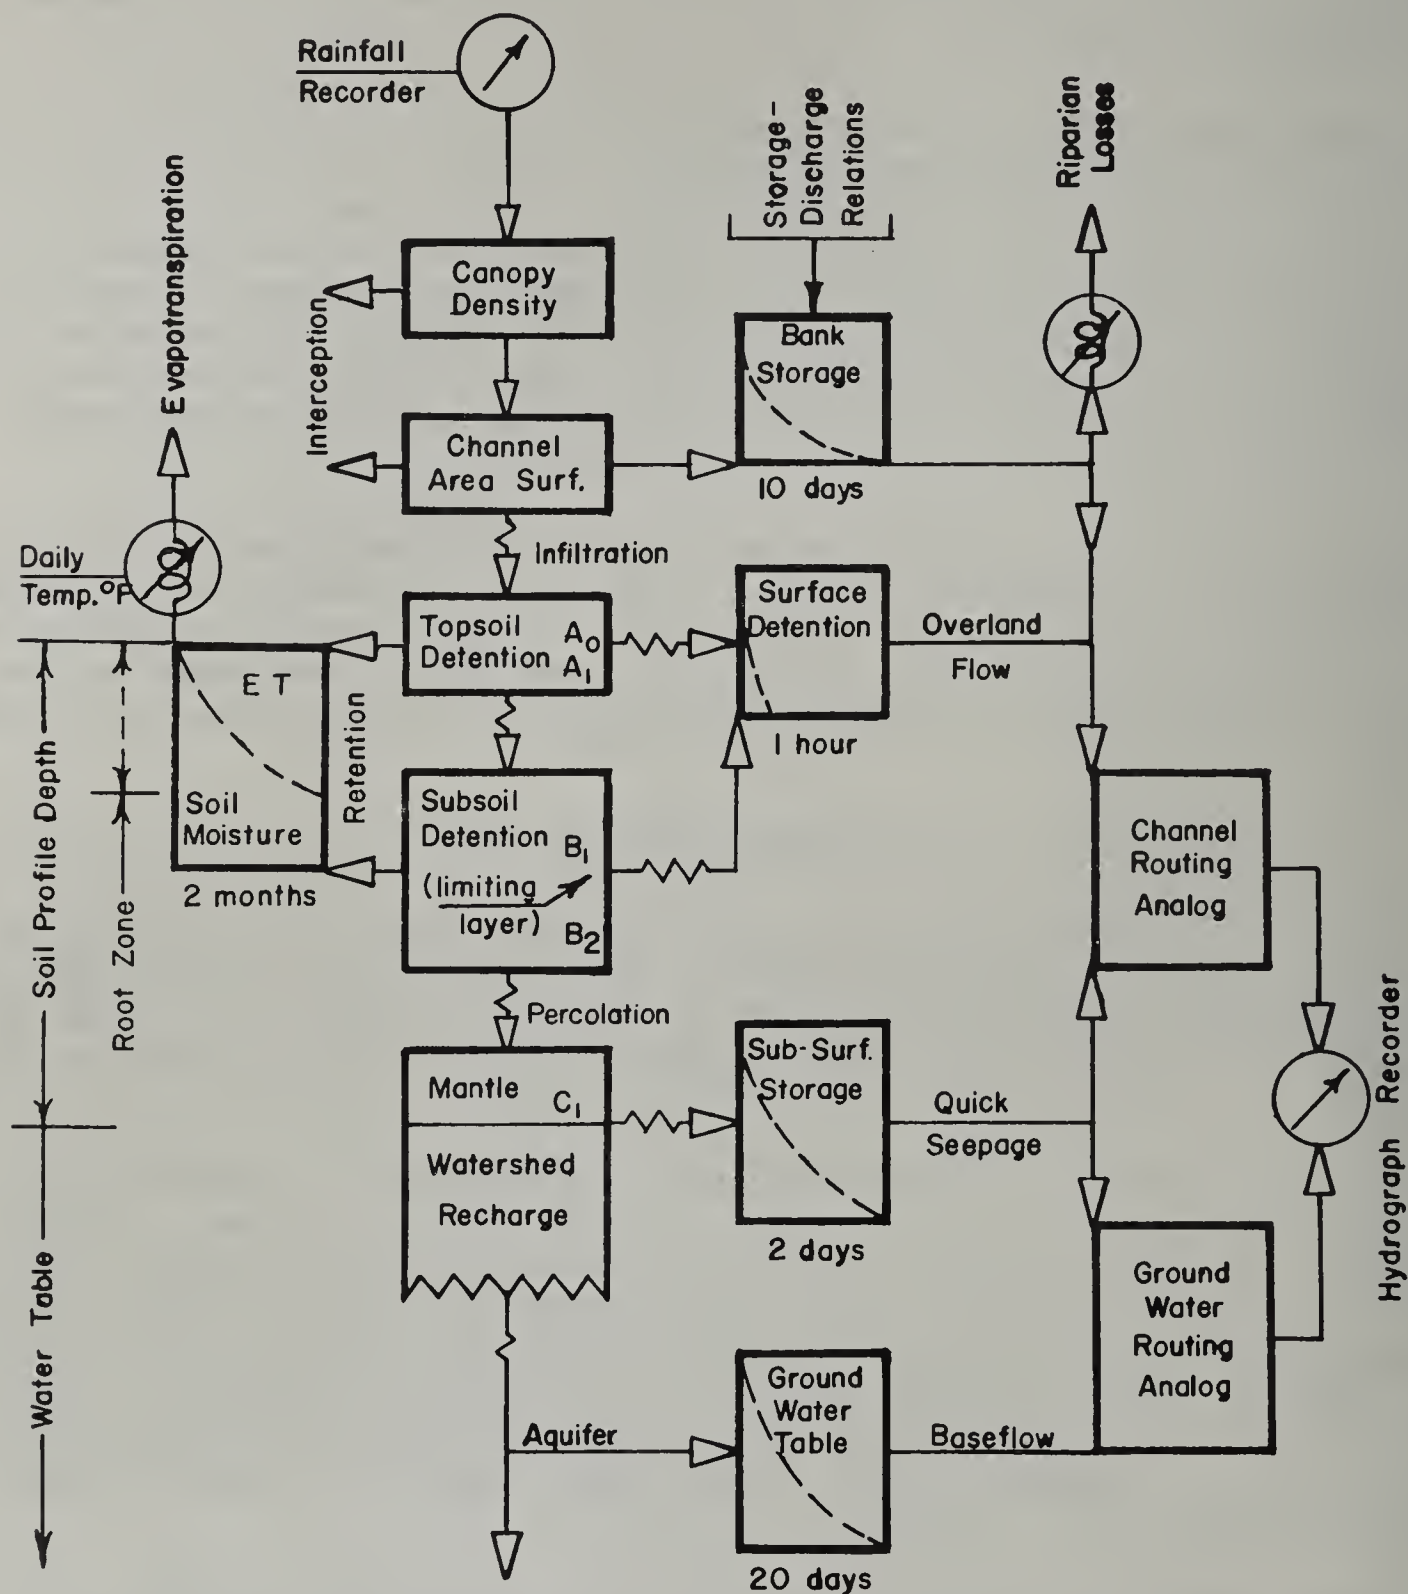 Rainfall
Recorder
Storage-
Discharge
Relations
Riparian
Losses
Evapotranspiration
Canopy
Density
Interception
Bank
Storage
10 days
Channel
Area Surf.
Infiltration
Daily
Temp. °F
Topsoil
Detention
A0
A1
Surface
Detention
1 hour
Overland
Flow
ET
Soil
Moisture
2 months
Retention
Soil Profile Depth
Root Zone
Water Table
Subsoil
Detention
B1
(limiting
layer)
B2
Channel
Routing
Analog
Percolation
Mantle
C1
Watershed
Recharge
Sub-Surf.
Storage
2 days
Quick
Seepage
Hydrograph Recorder
Ground
Water
Routing
Analog
Aquifer
Ground
Water
Table
20 days
Baseflow